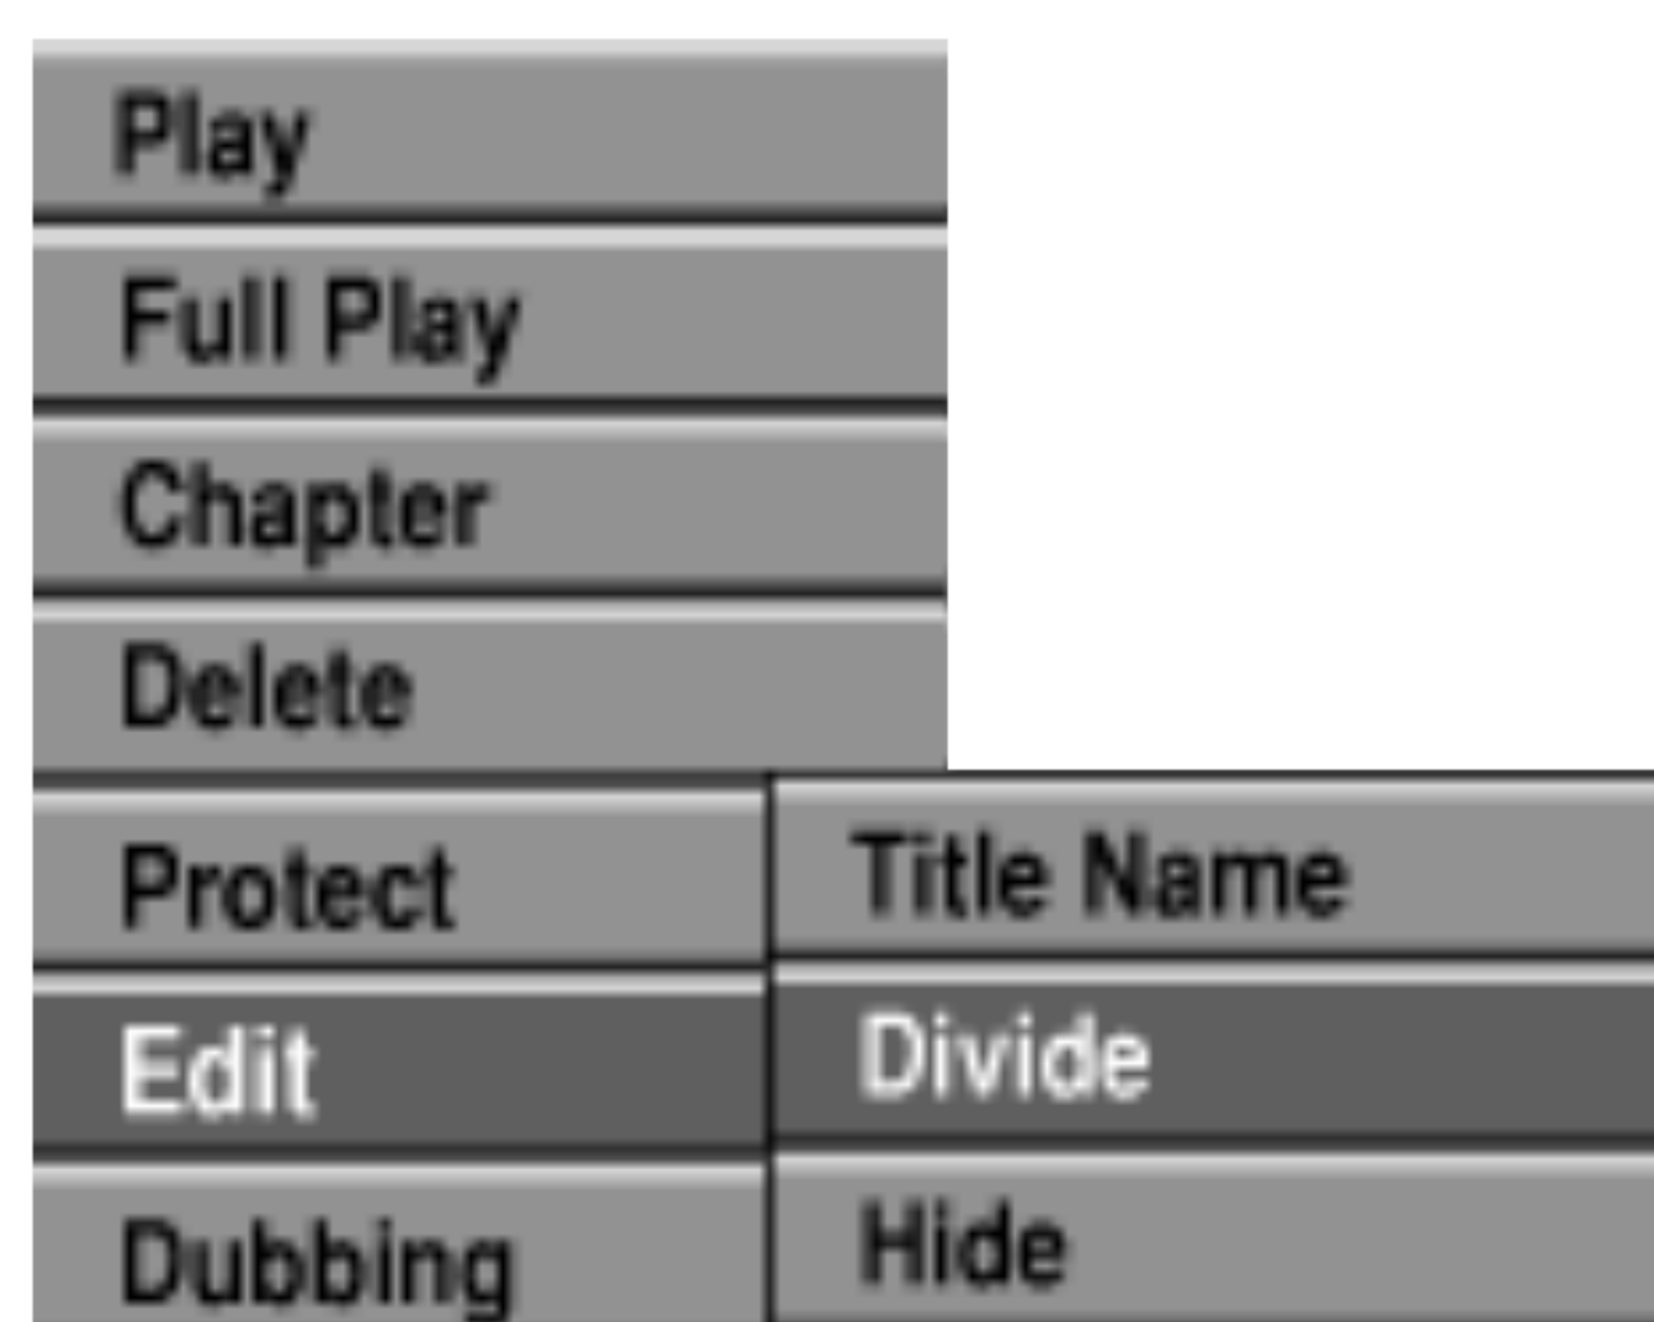 Play
Full Play
Chapter
Delete
Protect
Edit
Dubbing
Title Name
Divide
Hide